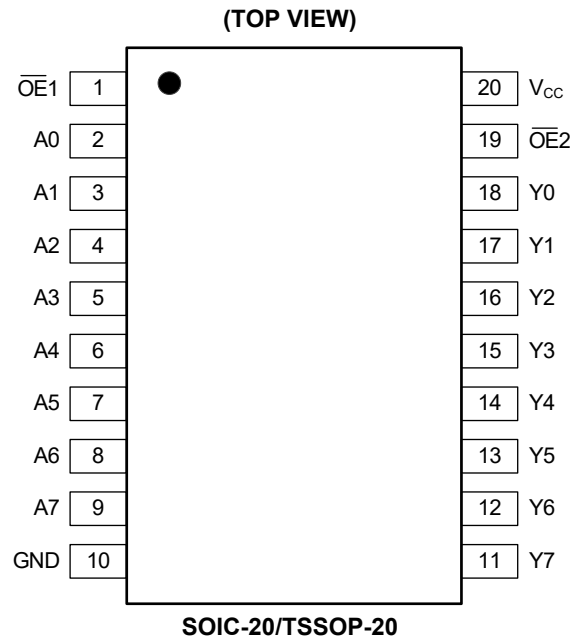 (TOP VIEW)
O̅E̅1 1 20 VCC
A0 2 19 O̅E̅2
A1 3 18 Y0
A2 4 17 Y1
A3 5 16 Y2
A4 6 15 Y3
A5 7 14 Y4
A6 8 13 Y5
A7 9 12 Y6
GND 10 11 Y7
SOIC-20/TSSOP-20